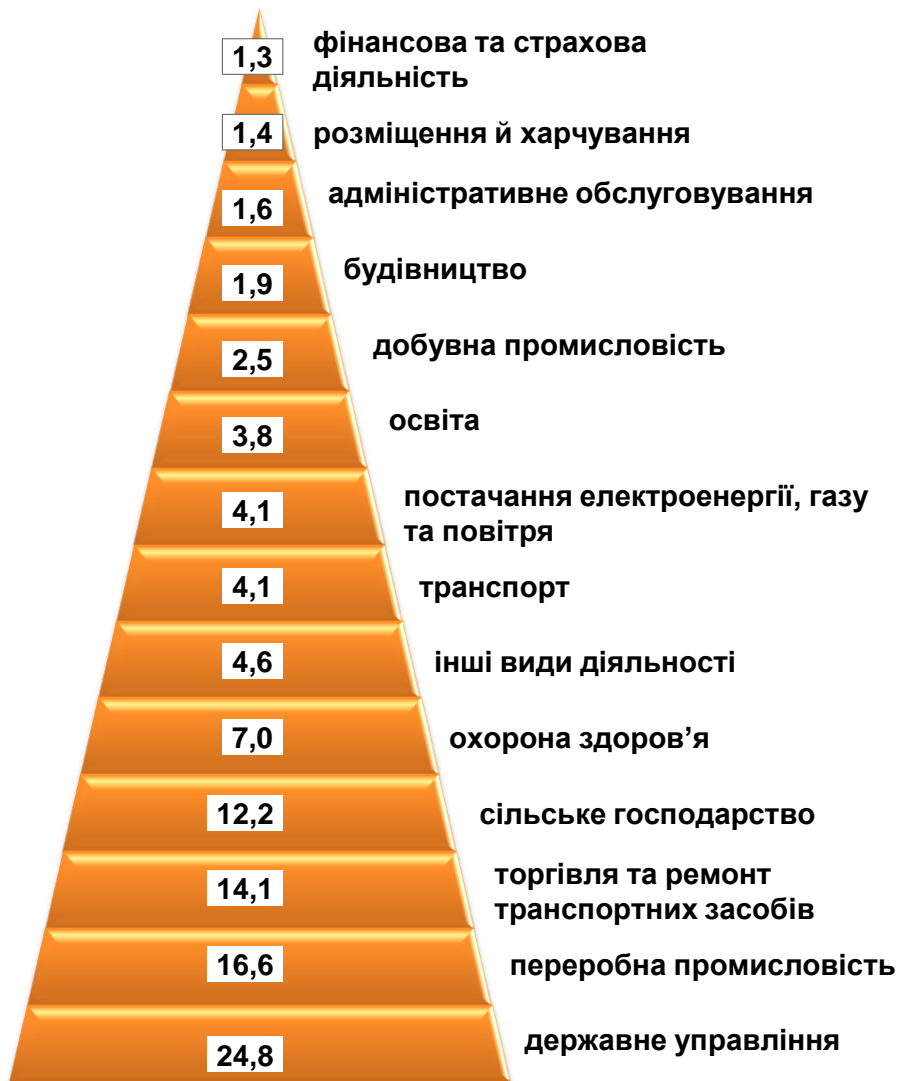 1,3
фінансова та страхова
діяльність
1,4
розміщення й харчування
1,6
адміністративне обслуговування
1,9
будівництво
2,5
добувна промисловість
3,8
освіта
4,1
постачання електроенергії, газу
та повітря
4,1
транспорт
4,6
інші види діяльності
7,0
охорона здоров’я
12,2
сільське господарство
14,1
торгівля та ремонт
транспортних засобів
16,6
переробна промисловість
24,8
державне управління